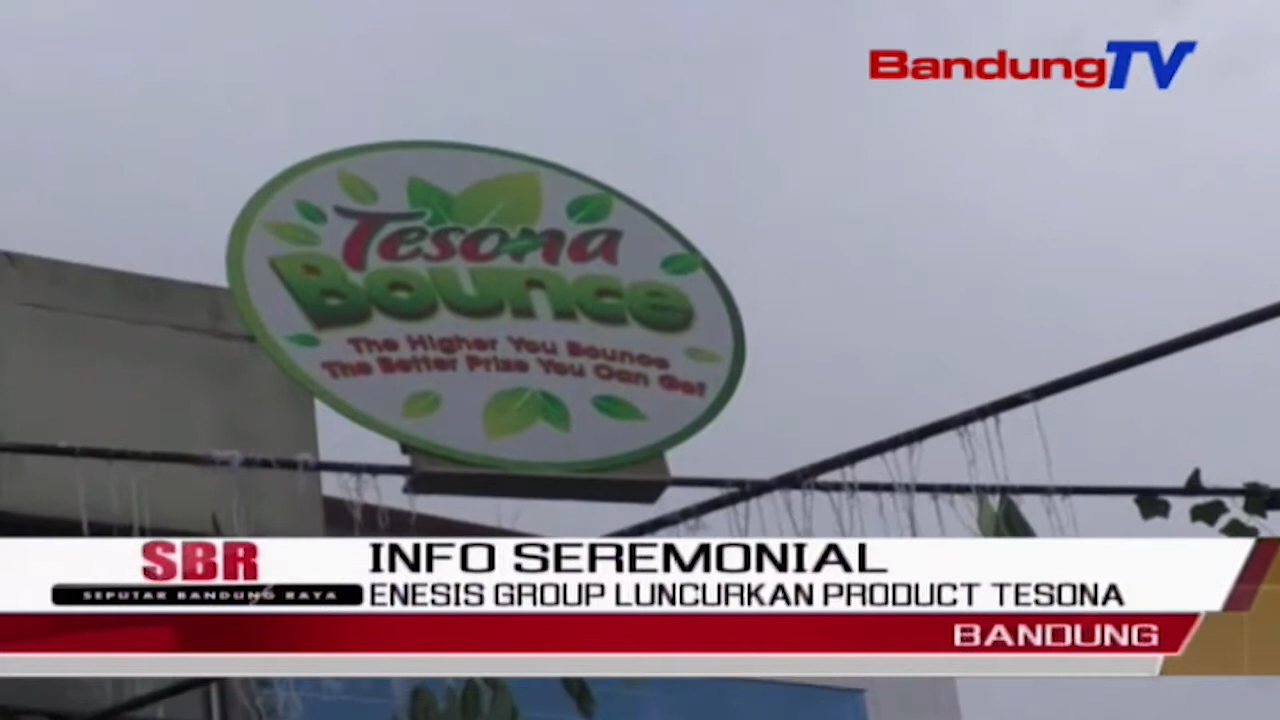 BandungTV
Tesona
Bounce
The Higher You Bounce
The Better Prize You Can Get
SBR
SEPUTAR BANDUNG RAYA
INFO SEREMONIAL
ENESIS GROUP LUNCURKAN PRODUCT TESONA
BANDUNG